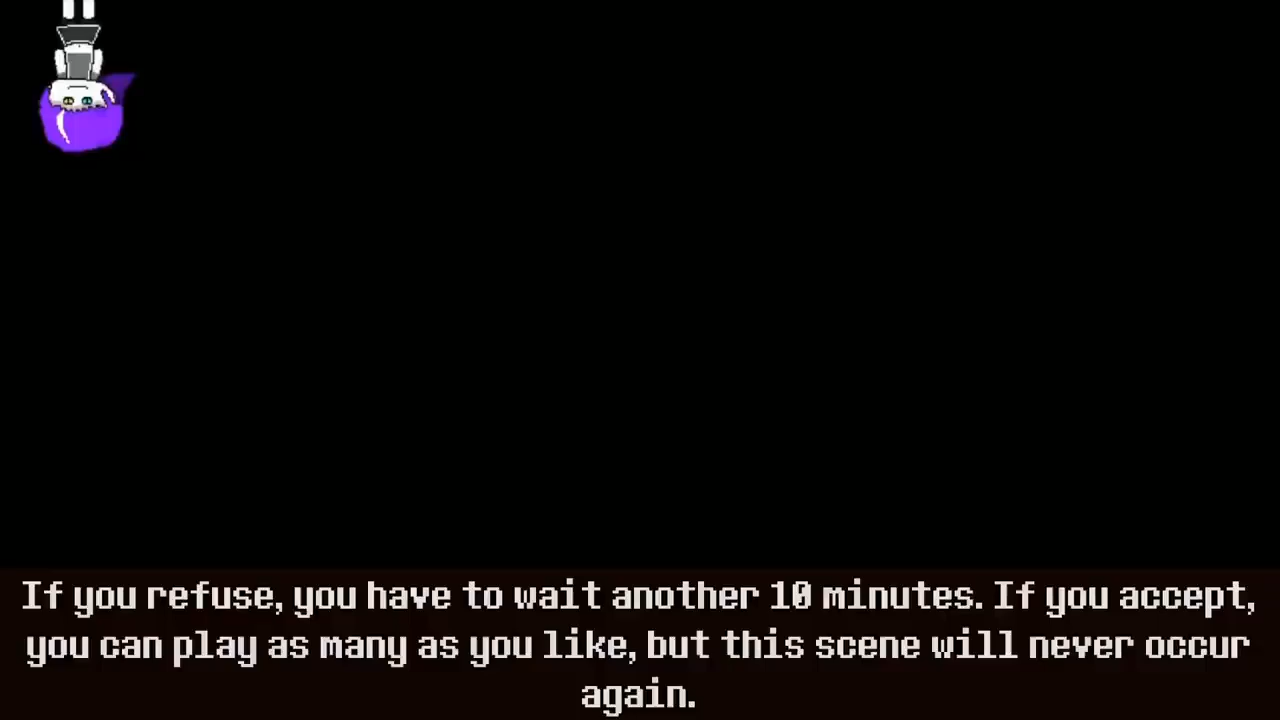 If you refuse, you have to wait another 10 minutes. If you accept,
you can play as many as you like, but this scene will never occur
again.